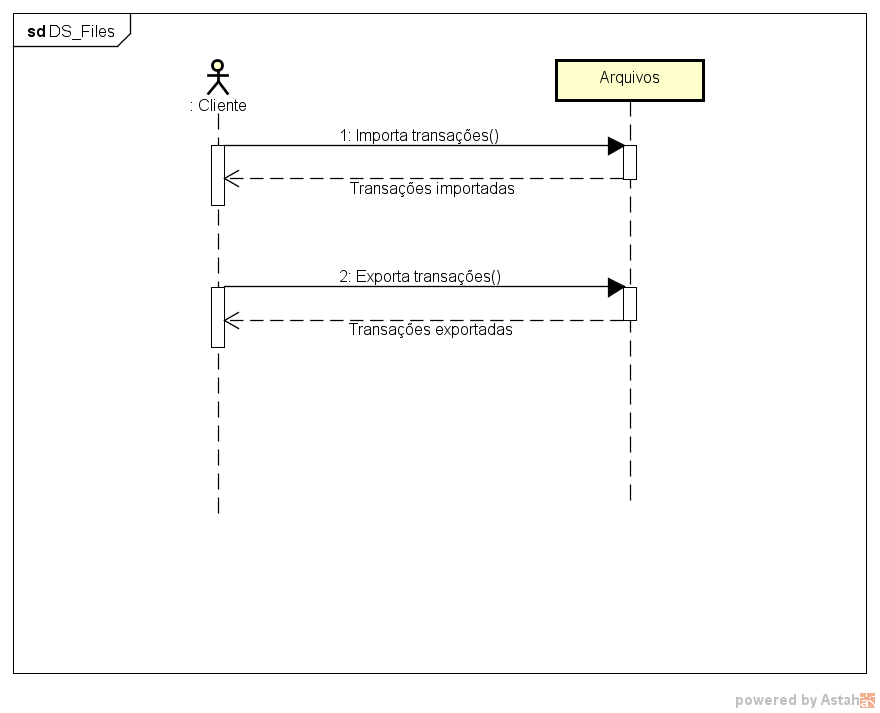 sd DS_Files
: Cliente
Arquivos
1: Importa transações()
Transações importadas
2: Exporta transações()
Transações exportadas
powered by Astah